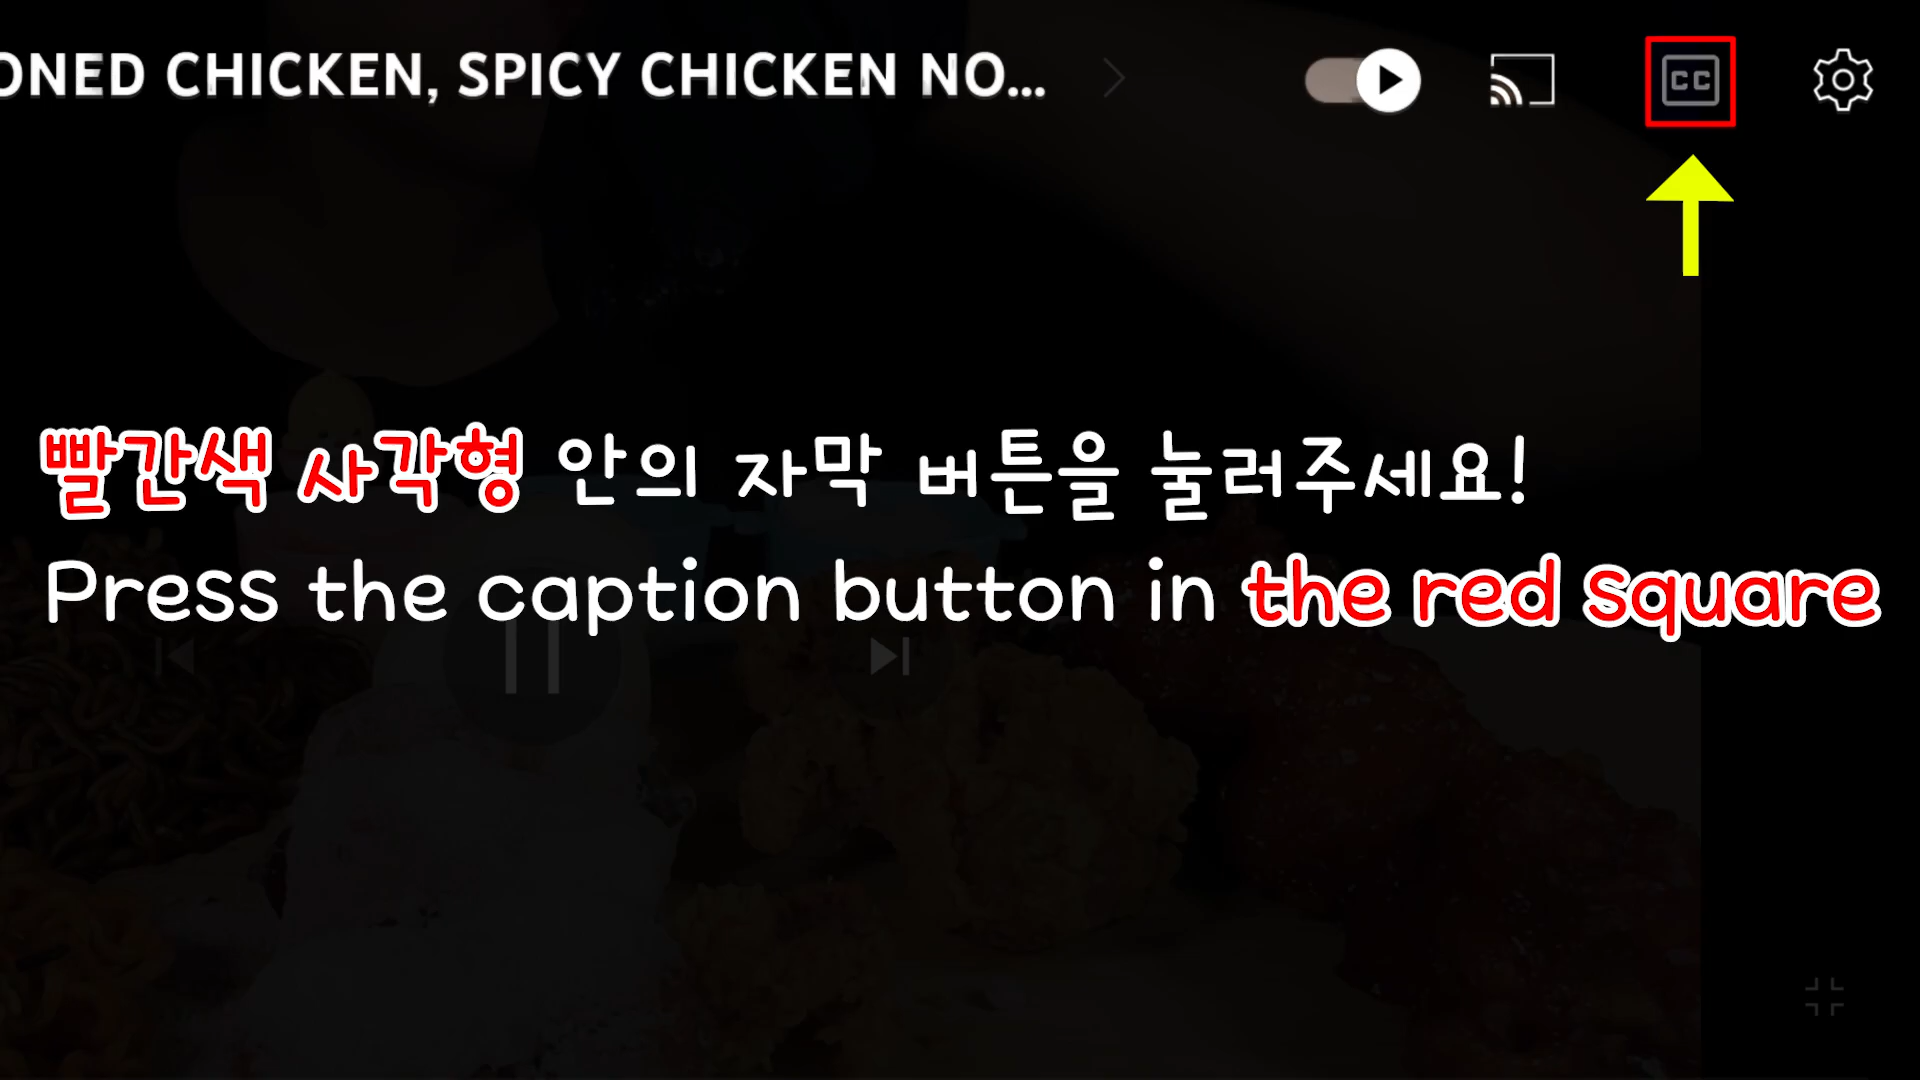 ONED CHICKEN, SPICY CHICKEN NO...
CC
빨간색 사각형 안의 자막 버튼을 눌러주세요!
Press the caption button in the red square